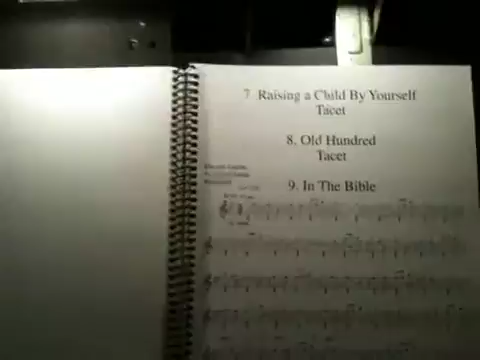 7 Raising a Child By Yourself
Tacet
8. Old Hundred
Tacet
9. In The Bible